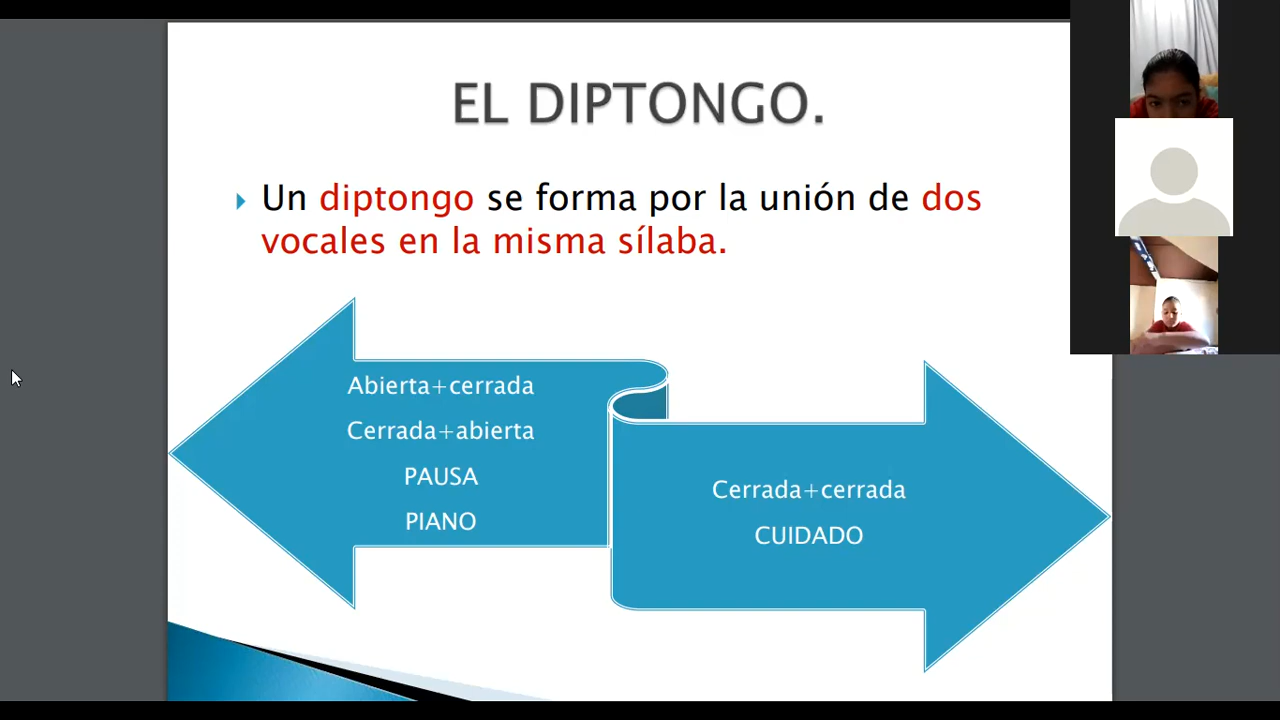 EL DIPTONGO.
Un diptongo se forma por la unión de dos
vocales en la misma sílaba.
Abierta+cerrada
Cerrada+abierta
PAUSA
PIANO
Cerrada+cerrada
CUIDADO